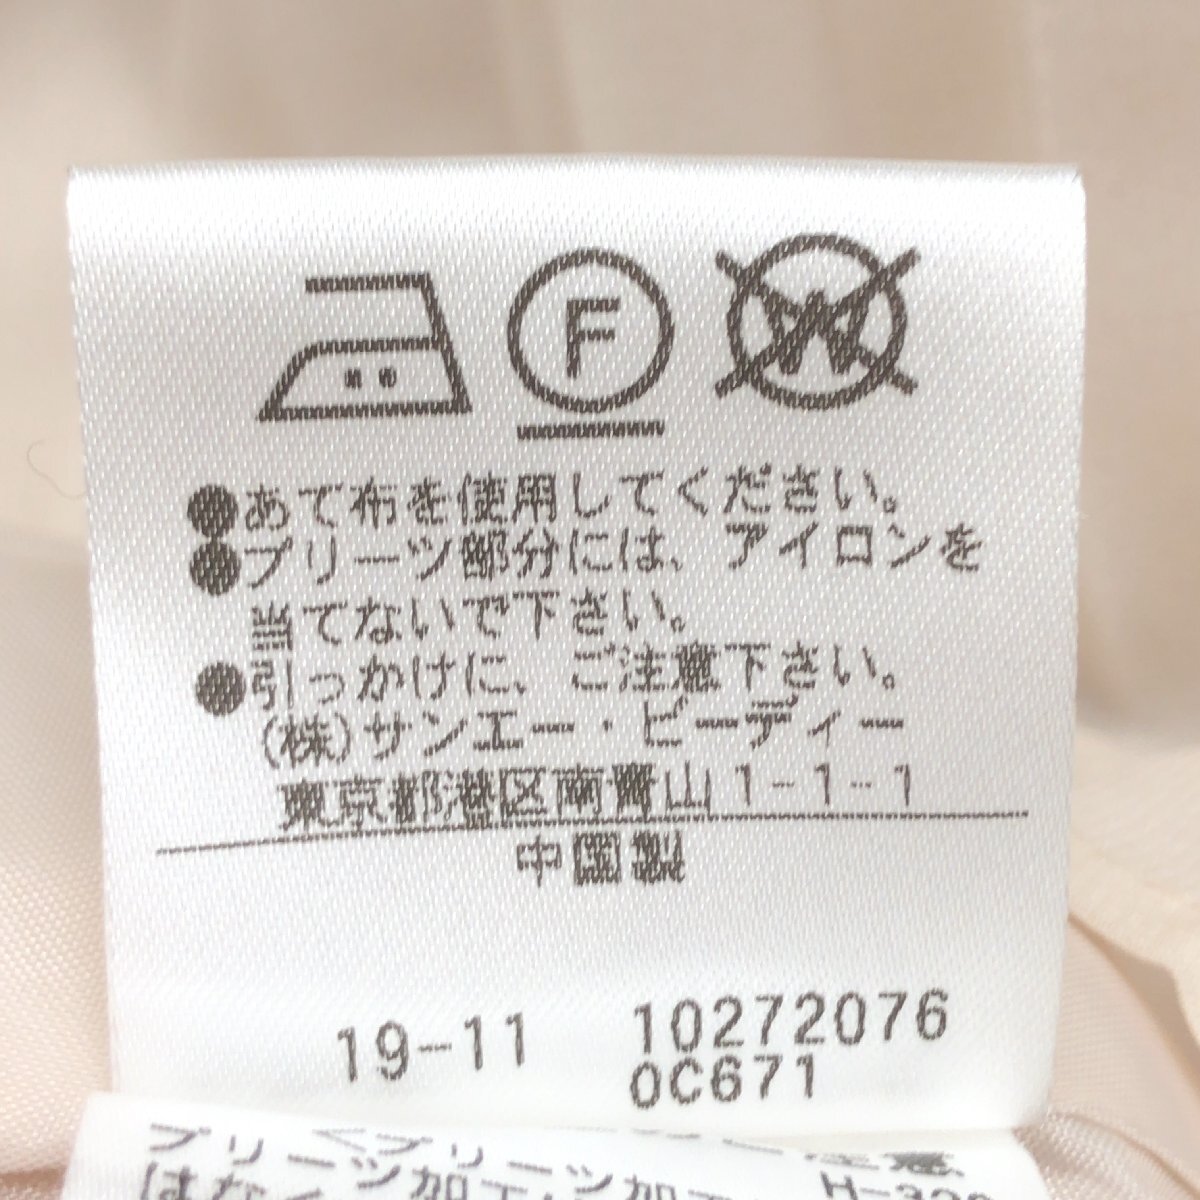 F W
●あて布を使用してください。
●プリーツ部分には、アイロンを
当てないで下さい。
●引っかけに、ご注意下さい。
(株)サンエー・ビーディー
東京都港区南青山1-1-1
中国製
19-11 10272076
0C671